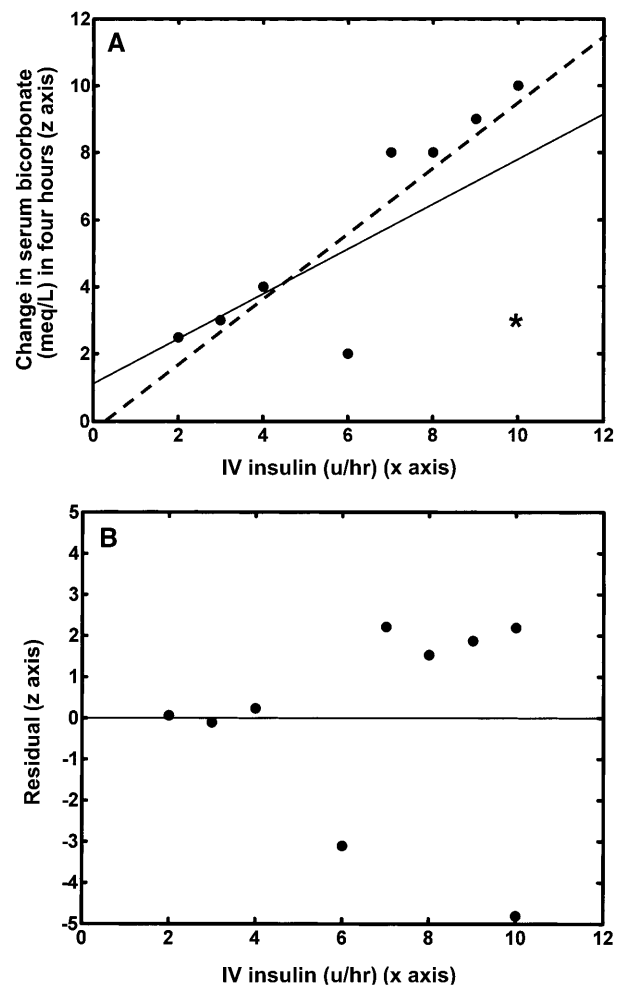 A
Change in serum bicorbonate
(meq/L) in four hours (z axis)
12
10
8
6
4
2
0
*
0 2 4 6 8 10 12
IV insulin (u/hr) (x axis)
B
Residual (z axis)
5
4
3
2
1
0
-1
-2
-3
-4
-5
0 2 4 6 8 10 12
IV insulin (u/hr) (x axis)